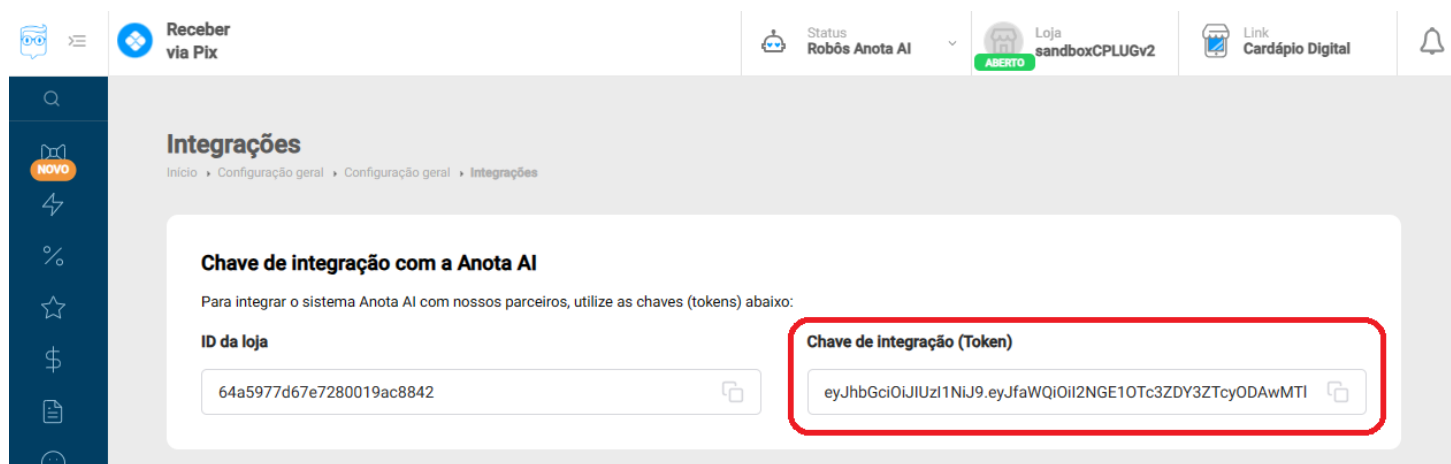 Receber
via Pix
Status
Robôs Anota AI
Loja
sandboxCPLUGv2
ABERTO
Link
Cardápio Digital
NOVO
Integrações
Início › Configuração geral › Configuração geral › Integrações
Chave de integração com a Anota AI
Para integrar o sistema Anota AI com nossos parceiros, utilize as chaves (tokens) abaixo:
ID da loja
Chave de integração (Token)
64a5977d67e7280019ac8842
eyJhbGciOiJIUzI1NiJ9.eyJfaWQiOiI2NGE1OTc3ZDY3ZTcyODAwMTl